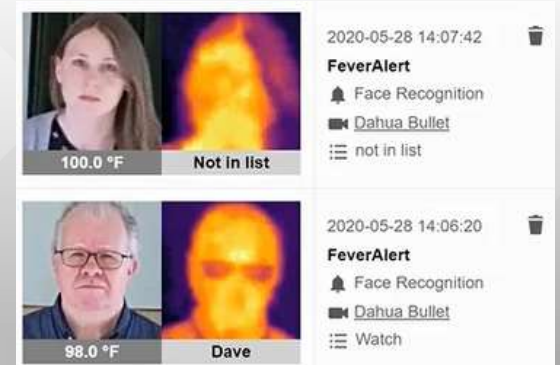 100.0 °F
Not in list
2020-05-28 14:07:42
FeverAlert
Face Recognition
Dahua Bullet
not in list
98.0 °F
Dave
2020-05-28 14:06:20
FeverAlert
Face Recognition
Dahua Bullet
Watch